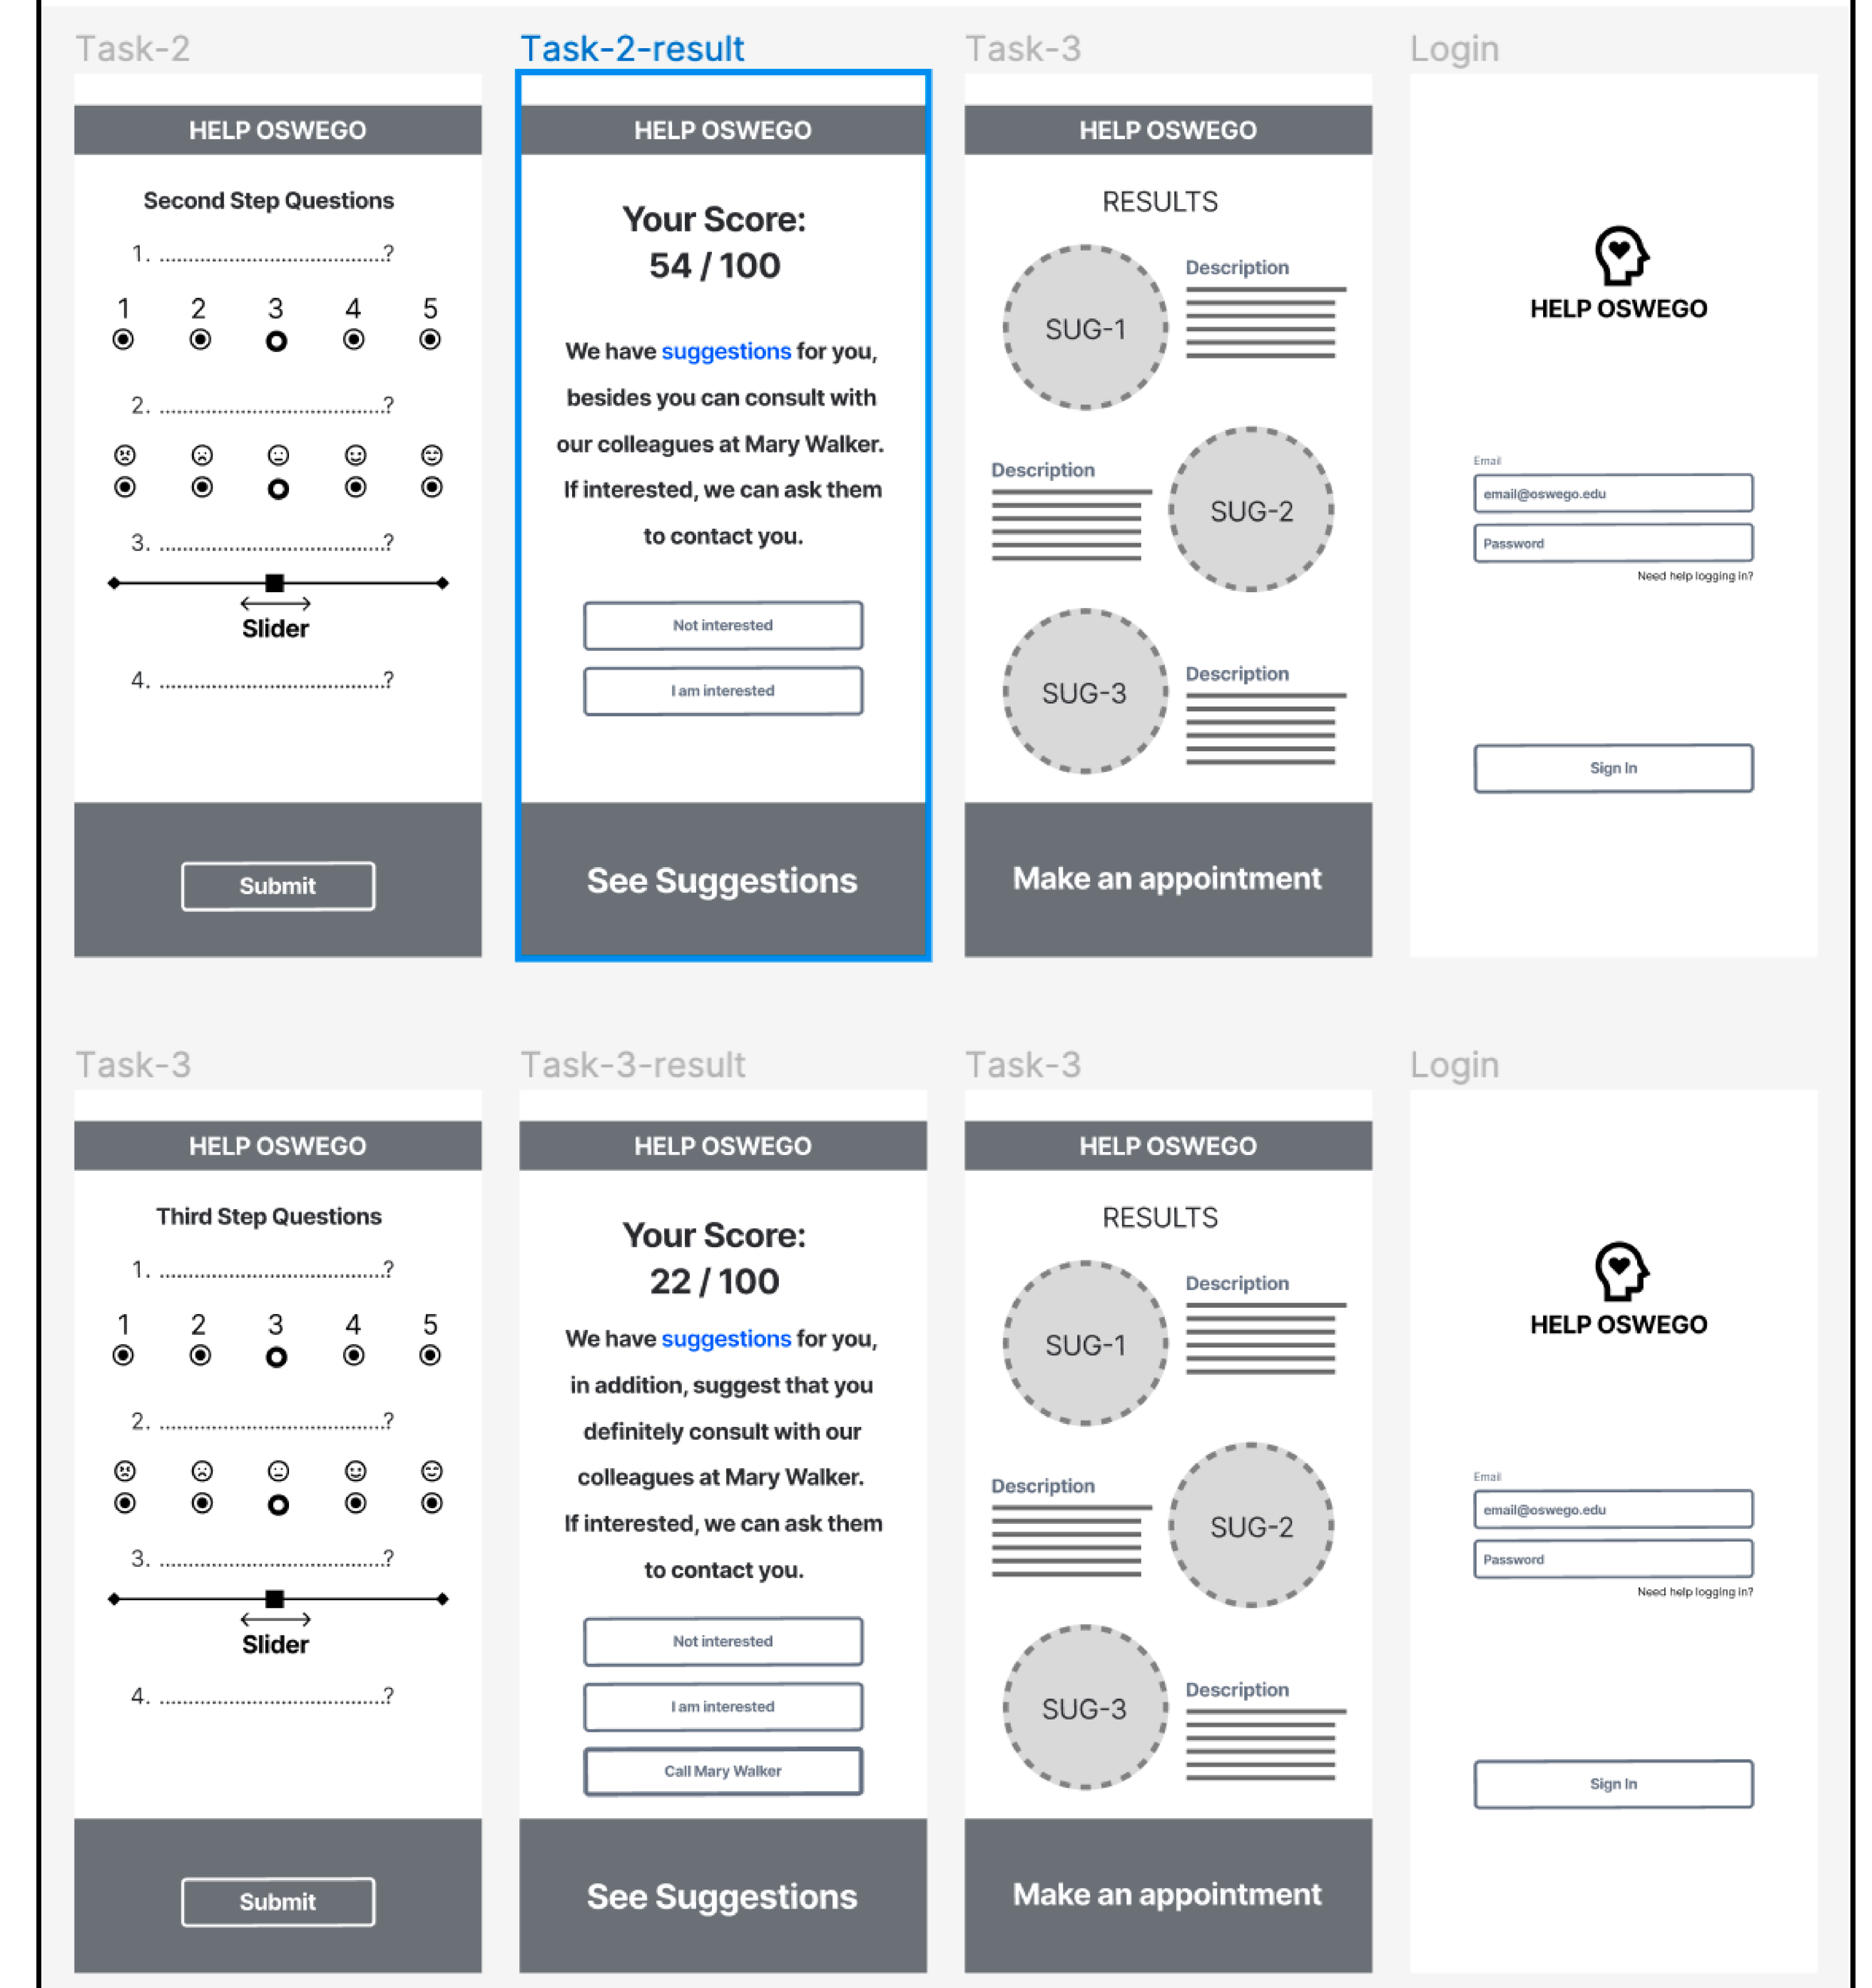 Task-2
HELP OSWEGO
Second Step Questions
1. ........................................?
1 2 3 4 5
2. ........................................?
3. ........................................?
Slider
4. ........................................?
Submit
Task-2-result
HELP OSWEGO
Your Score:
54 / 100
We have suggestions for you,
besides you can consult with
our colleagues at Mary Walker.
If interested, we can ask them
to contact you.
Not interested
I am interested
See Suggestions
Task-3
HELP OSWEGO
RESULTS
SUG-1
Description
Description
SUG-2
SUG-3
Description
Make an appointment
Login
HELP OSWEGO
Email
email@oswego.edu
Password
Need help logging in?
Sign In
Task-3
HELP OSWEGO
Third Step Questions
1. ........................................?
1 2 3 4 5
2. ........................................?
3. ........................................?
Slider
4. ........................................?
Submit
Task-3-result
HELP OSWEGO
Your Score:
22 / 100
We have suggestions for you,
in addition, suggest that you
definitely consult with our
colleagues at Mary Walker.
If interested, we can ask them
to contact you.
Not interested
I am interested
Call Mary Walker
See Suggestions
Task-3
HELP OSWEGO
RESULTS
SUG-1
Description
Description
SUG-2
SUG-3
Description
Make an appointment
Login
HELP OSWEGO
Email
email@oswego.edu
Password
Need help logging in?
Sign In